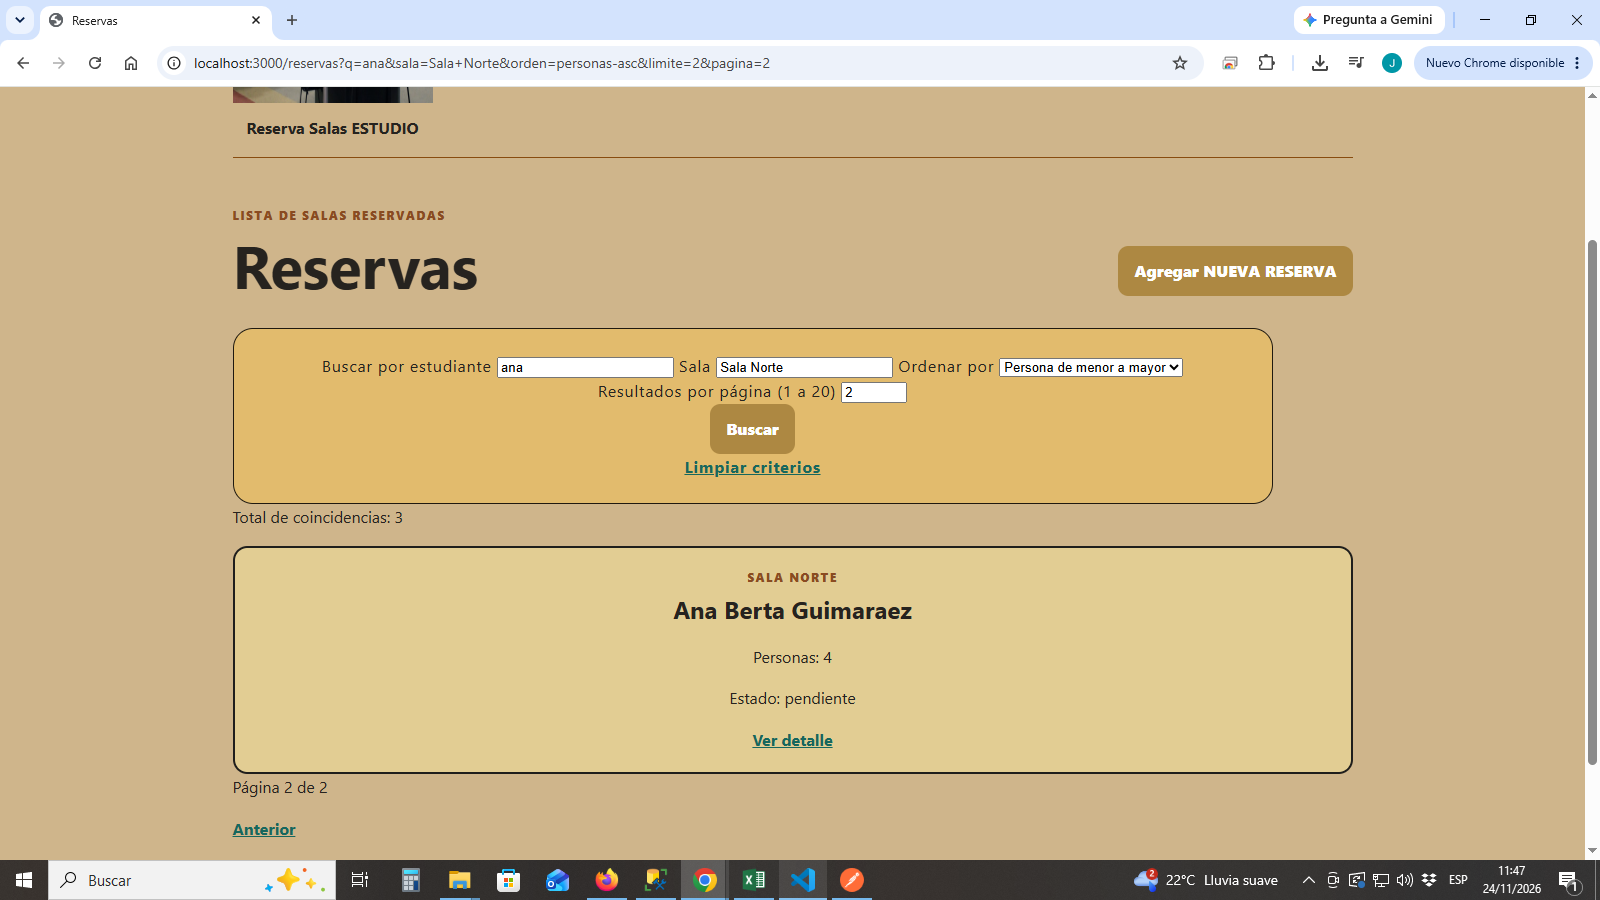 Reservas
Pregunta a Gemini
localhost:3000/reservas?q=ana&sala=Sala+Norte&orden=personas-asc&limite=2&pagina=2
J
Nuevo Chrome disponible
Reserva Salas ESTUDIO
LISTA DE SALAS RESERVADAS
Reservas
Agregar NUEVA RESERVA
Buscar por estudiante ana Sala Sala Norte Ordenar por Persona de menor a mayor
Resultados por página (1 a 20) 2
Buscar
Limpiar criterios
Total de coincidencias: 3
SALA NORTE
Ana Berta Guimaraez
Personas: 4
Estado: pendiente
Ver detalle
Página 2 de 2
Anterior
Buscar
2
22°C Lluvia suave
ESP
11:47
24/11/2026
1